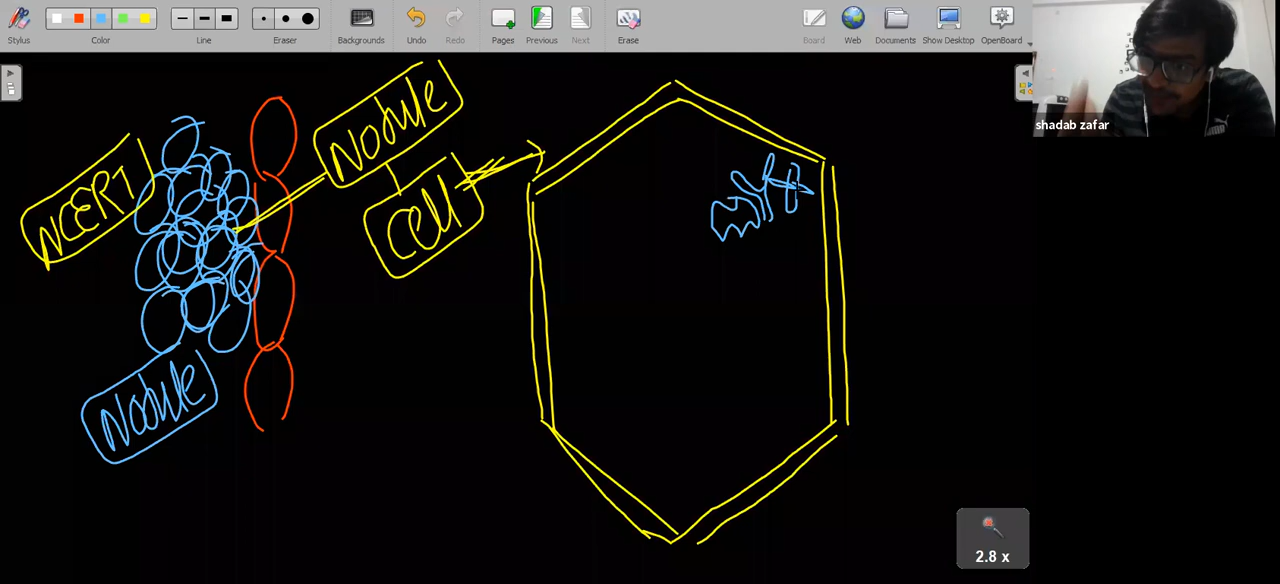 Stylus
Color
Line
Eraser
Backgrounds
Undo
Redo
Pages
Previous
Next
Erase
Board
Web
Documents
Show Desktop
OpenBoard
shadab zafar
NCERT
Nodule
Cell
Nodule
2.8 x